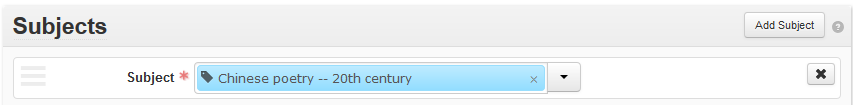 Subjects
Add Subject
Subject * Chinese poetry -- 20th century ×